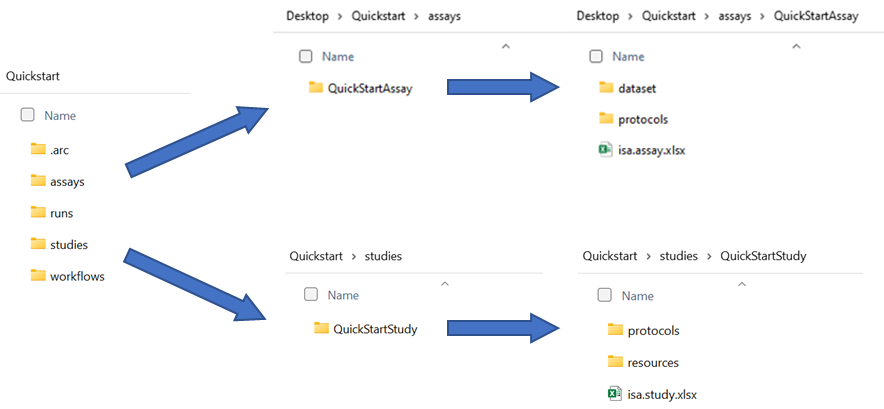 Quickstart
Name
.arc
assays
runs
studies
workflows
Desktop > Quickstart > assays
Name
QuickStartAssay
Desktop > Quickstart > assays > QuickStartAssay
Name
dataset
protocols
isa.assay.xlsx
Quickstart > studies
Name
QuickStartStudy
Quickstart > studies > QuickStartStudy
Name
protocols
resources
isa.study.xlsx